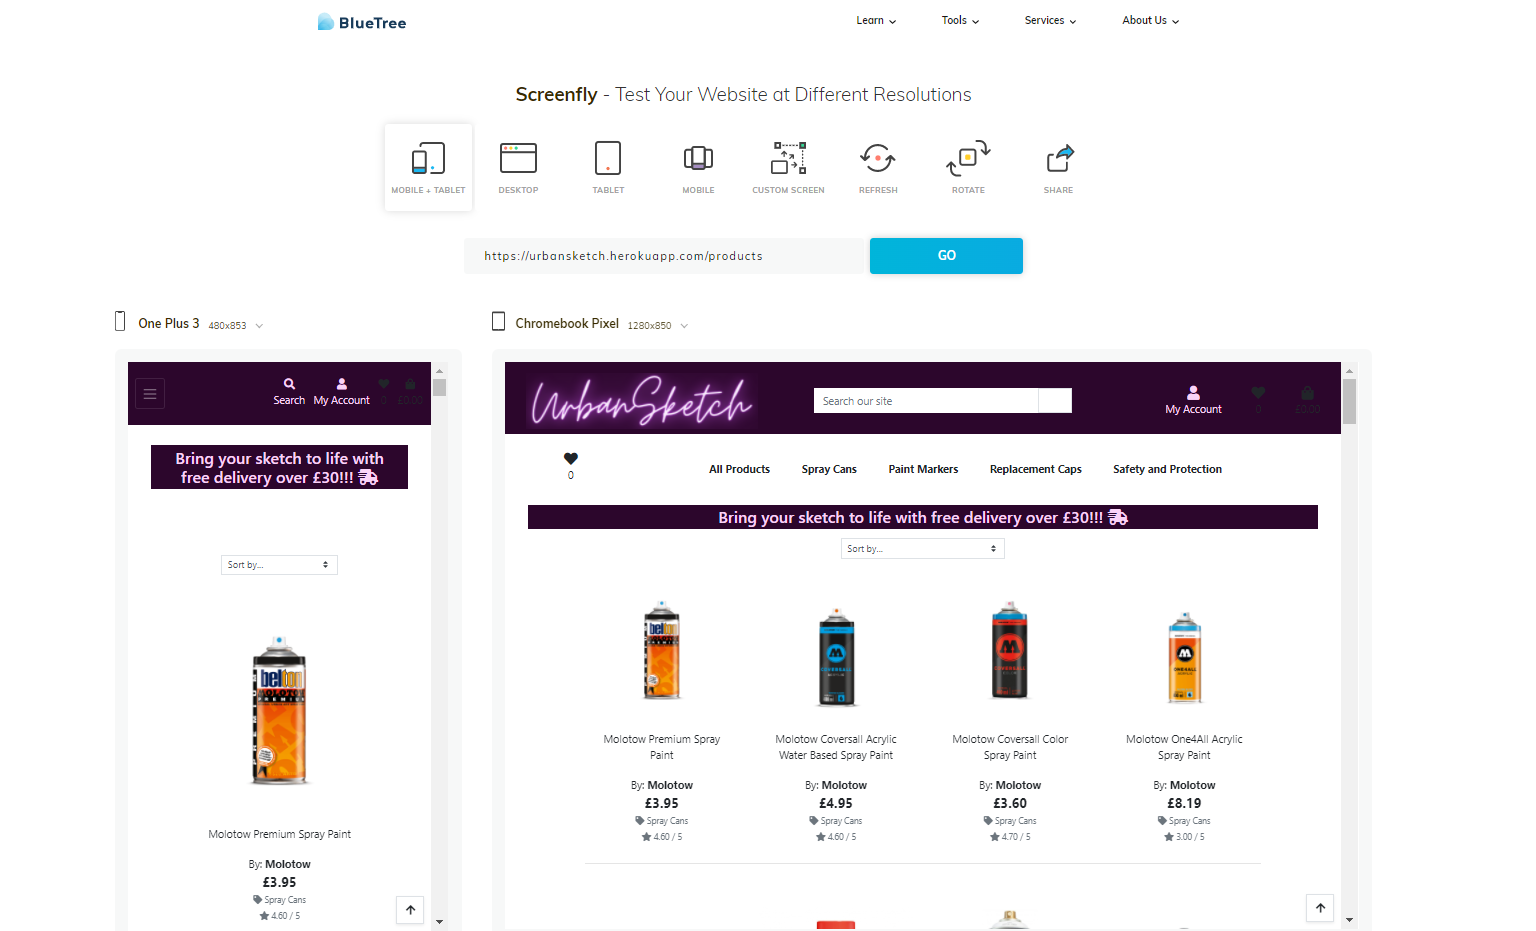 BlueTree
Learn
Tools
Services
About Us
Screenfly - Test Your Website at Different Resolutions
MOBILE + TABLET
DESKTOP
TABLET
MOBILE
CUSTOM SCREEN
REFRESH
ROTATE
SHARE
https://urbansketch.herokuapp.com/products
GO
One Plus 3 480x853
Search
My Account
0
£0.00
Bring your sketch to life with
free delivery over £30!!!
Sort by...
belton
MOLOTOW
PREMIUM
Molotow Premium Spray Paint
By: Molotow
£3.95
Spray Cans
4.60 / 5
Chromebook Pixel 1280x850
UrbanSketch
Search our site
My Account
0
£0.00
0
All Products
Spray Cans
Paint Markers
Replacement Caps
Safety and Protection
Bring your sketch to life with free delivery over £30!!!
Sort by...
belton
COVERSALL
COVERSALL
ONE4ALL
Molotow Premium Spray
Paint
By: Molotow
£3.95
Spray Cans
4.60 / 5
Molotow Coversall Acrylic
Water Based Spray Paint
By: Molotow
£4.95
Spray Cans
4.60 / 5
Molotow Coversall Color
Spray Paint
By: Molotow
£3.60
Spray Cans
4.70 / 5
Molotow One4All Acrylic
Spray Paint
By: Molotow
£8.19
Spray Cans
3.00 / 5